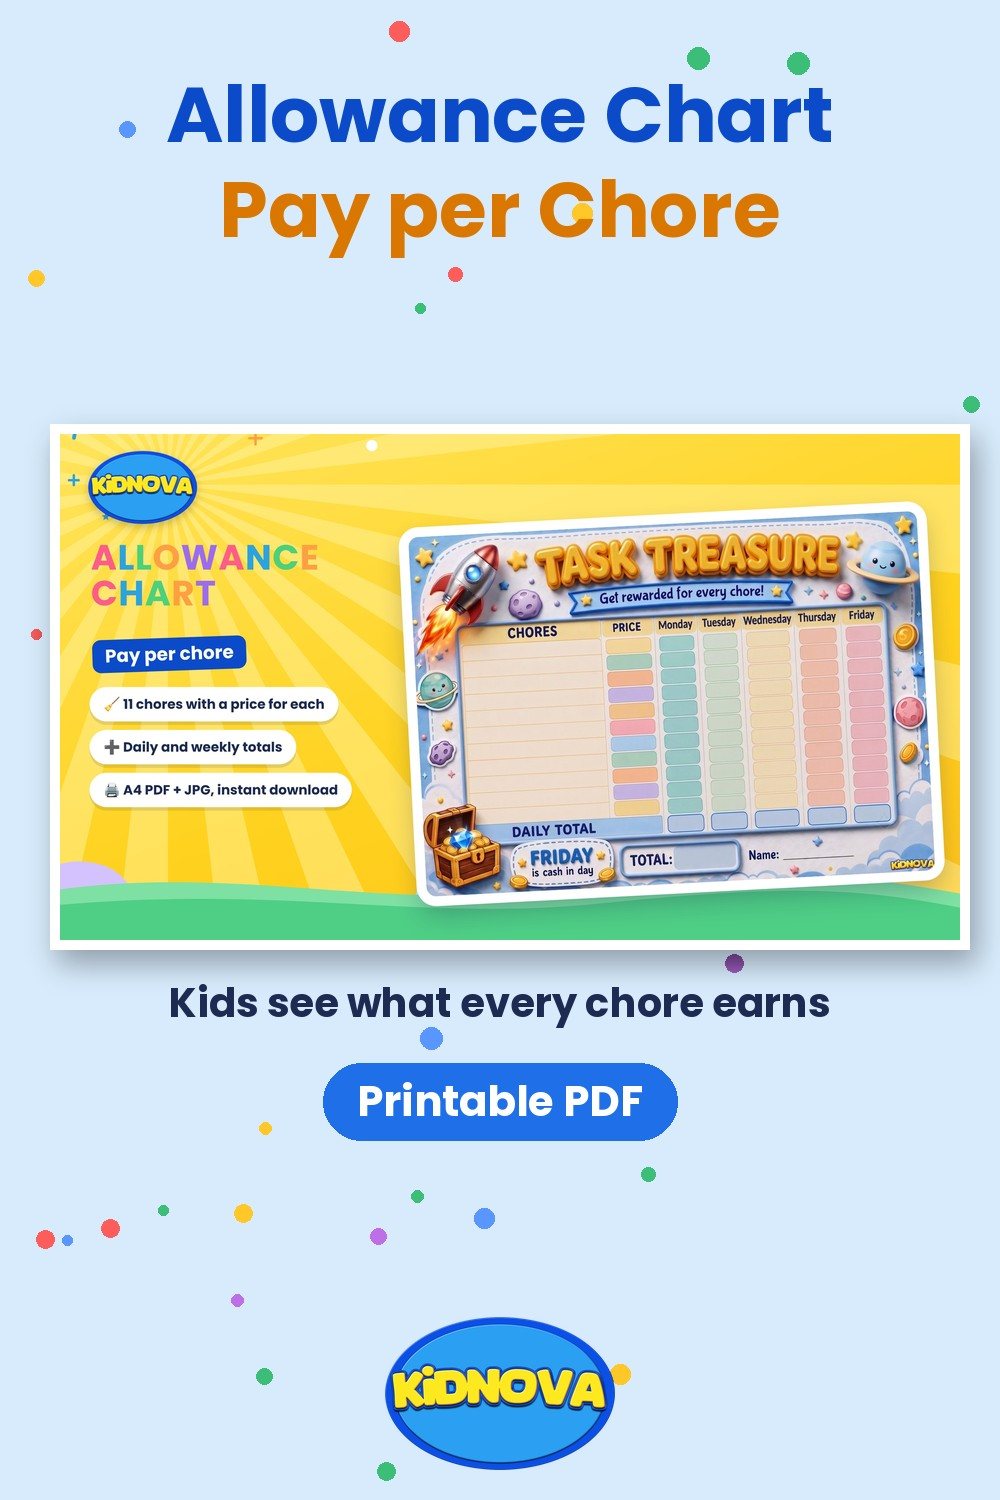 Allowance Chart
Pay per Chore
KiDNOVA
ALLOWANCE
CHART
Pay per chore
11 chores with a price for each
Daily and weekly totals
A4 PDF + JPG, instant download
TASK TREASURE
Get rewarded for every chore!
CHORES PRICE Monday Tuesday Wednesday Thursday Friday
DAILY TOTAL
FRIDAY
is cash in day
TOTAL:
Name:
KiDNOVA
Kids see what every chore earns
Printable PDF
KiDNOVA